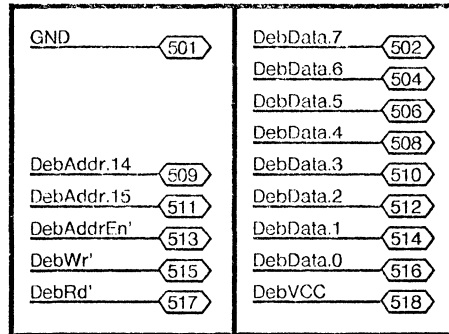 GND 501 DebData.7 502
DebData.6 504
DebData.5 506
DebData.4 508
DebAddr.14 509 DebData.3 510
DebAddr.15 511 DebData.2 512
DebAddrEn' 513 DebData.1 514
DebWr' 515 DebData.0 516
DebRd' 517 DebVCC 518